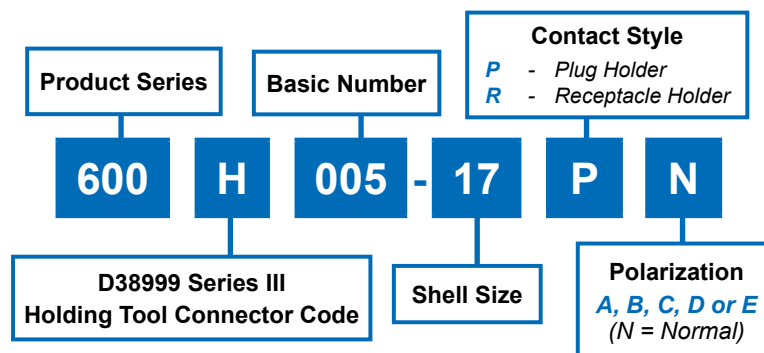 Contact Style
P - Plug Holder
R - Receptacle Holder
Product Series
Basic Number
600 H 005 - 17 P N
D38999 Series III
Holding Tool Connector Code
Shell Size
Polarization
A, B, C, D or E
(N = Normal)